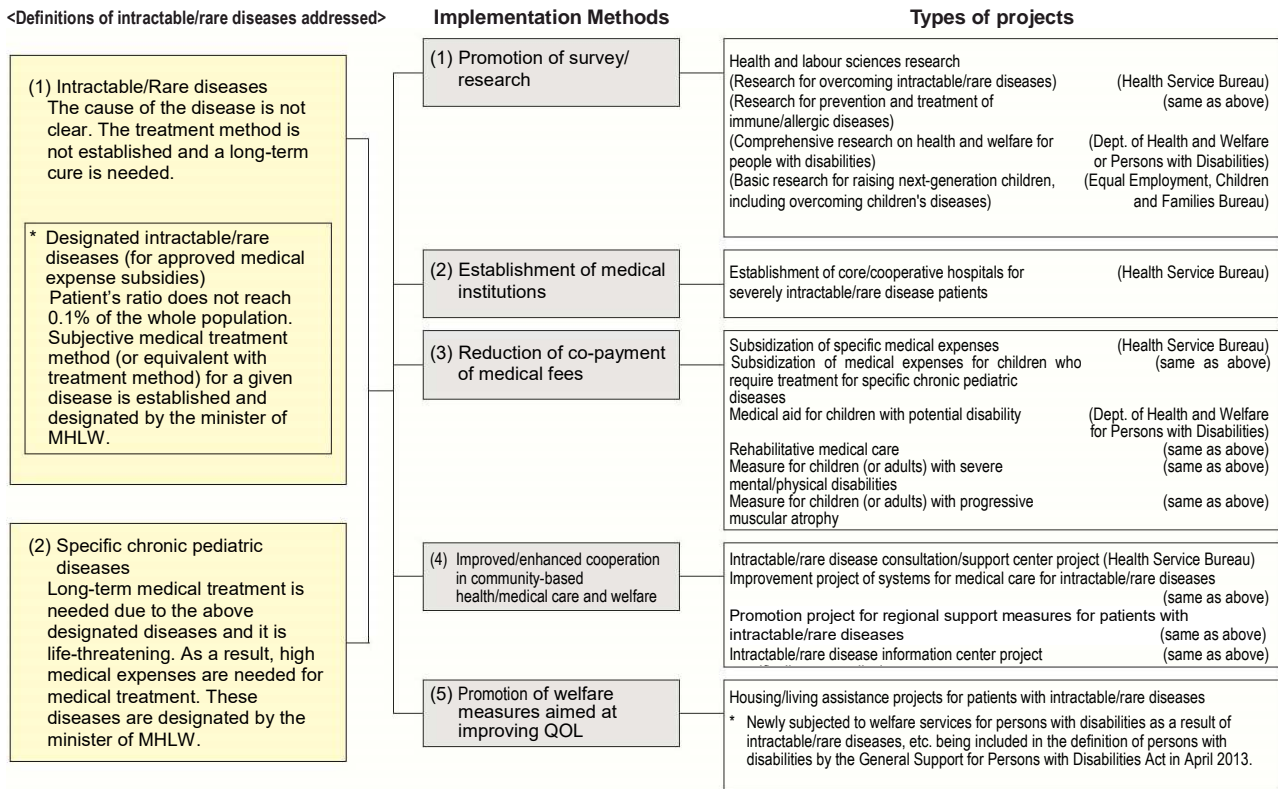 <Definitions of intractable/rare diseases addressed>
Implementation Methods
Types of projects
(1) Intractable/Rare diseases
The cause of the disease is not
clear. The treatment method is
not established and a long-term
cure is needed.
* Designated intractable/rare
diseases (for approved medical
expense subsidies)
Patient's ratio does not reach
0.1% of the whole population.
Subjective medical treatment
method (or equivalent with
treatment method) for a given
disease is established and
designated by the minister of
MHLW.
(2) Specific chronic pediatric
diseases
Long-term medical treatment is
needed due to the above
designated diseases and it is
life-threatening. As a result, high
medical expenses are needed for
medical treatment. These
diseases are designated by the
minister of MHLW.
(1) Promotion of survey/
research
Health and labour sciences research
(Research for overcoming intractable/rare diseases) (Health Service Bureau)
(Research for prevention and treatment of (same as above)
immune/allergic diseases)
(Comprehensive research on health and welfare for (Dept. of Health and Welfare
people with disabilities) or Persons with Disabilities)
(Basic research for raising next-generation children, (Equal Employment, Children
including overcoming children's diseases) and Families Bureau)
(2) Establishment of medical
institutions
Establishment of core/cooperative hospitals for (Health Service Bureau)
severely intractable/rare disease patients
(3) Reduction of co-payment
of medical fees
Subsidization of specific medical expenses (Health Service Bureau)
Subsidization of medical expenses for children who (same as above)
require treatment for specific chronic pediatric
diseases
Medical aid for children with potential disability (Dept. of Health and Welfare
for Persons with Disabilities)
Rehabilitative medical care (same as above)
Measure for children (or adults) with severe (same as above)
mental/physical disabilities
Measure for children (or adults) with progressive (same as above)
muscular atrophy
(4) Improved/enhanced cooperation
in community-based
health/medical care and welfare
Intractable/rare disease consultation/support center project (Health Service Bureau)
Improvement project of systems for medical care for intractable/rare diseases
(same as above)
Promotion project for regional support measures for patients with
intractable/rare diseases (same as above)
Intractable/rare disease information center project (same as above)
(5) Promotion of welfare
measures aimed at
improving QOL
Housing/living assistance projects for patients with intractable/rare diseases
* Newly subjected to welfare services for persons with disabilities as a result of
intractable/rare diseases, etc. being included in the definition of persons with
disabilities by the General Support for Persons with Disabilities Act in April 2013.